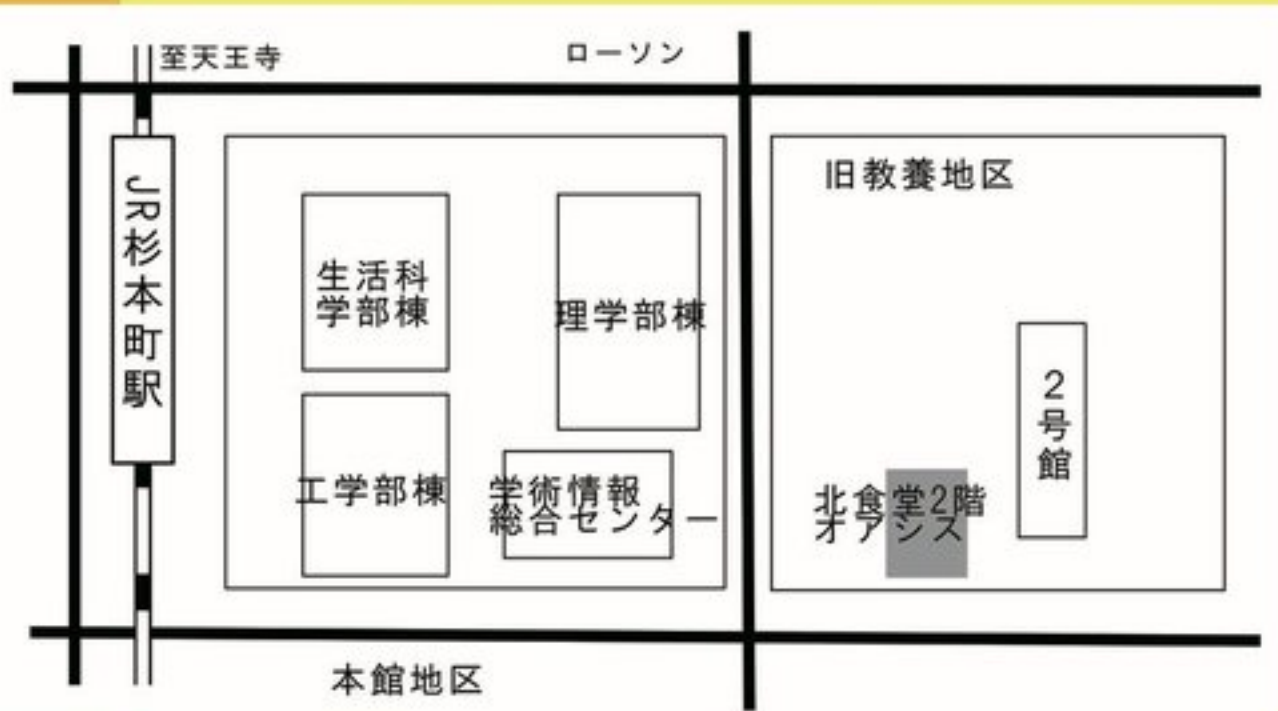 至天王寺
ローソン
JR杉本町駅
旧教養地区
生活科
学部棟
理学部棟
2号館
工学部棟
学術情報
総合センター
北食堂2階
オアシス
本館地区